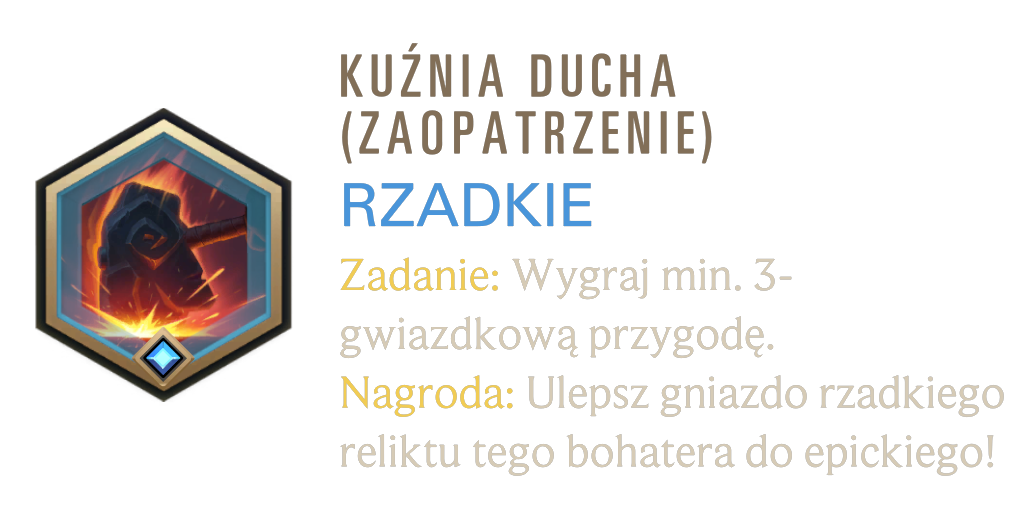 KUŹNIA DUCHA
(ZAOPATRZENIE)
RZADKIE
Zadanie: Wygraj min. 3-
gwiazdkową przygodę.
Nagroda: Ulepsz gniazdo rzadkiego
reliktu tego bohatera do epickiego!